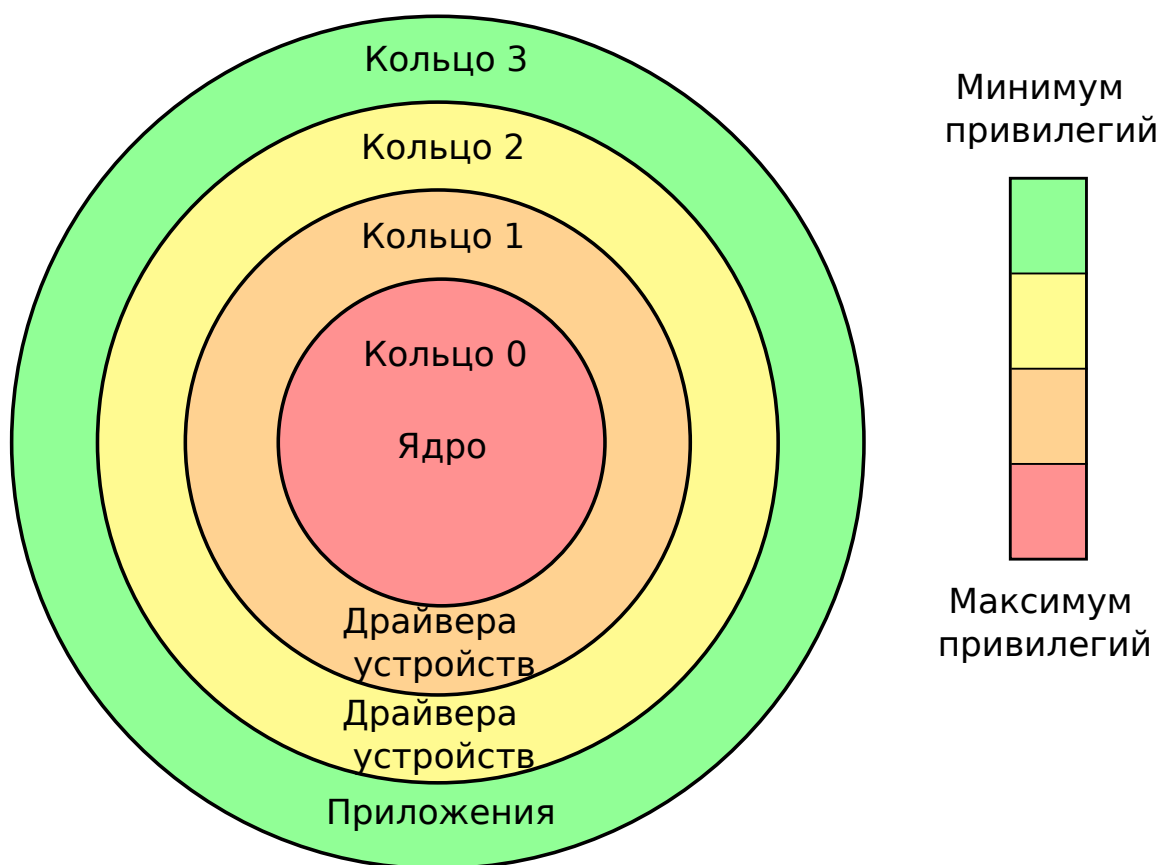 Кольцо 3
Кольцо 2
Кольцо 1
Кольцо 0
Ядро
Драйвера
устройств
Драйвера
устройств
Приложения
Минимум
привилегий
Максимум
привилегий